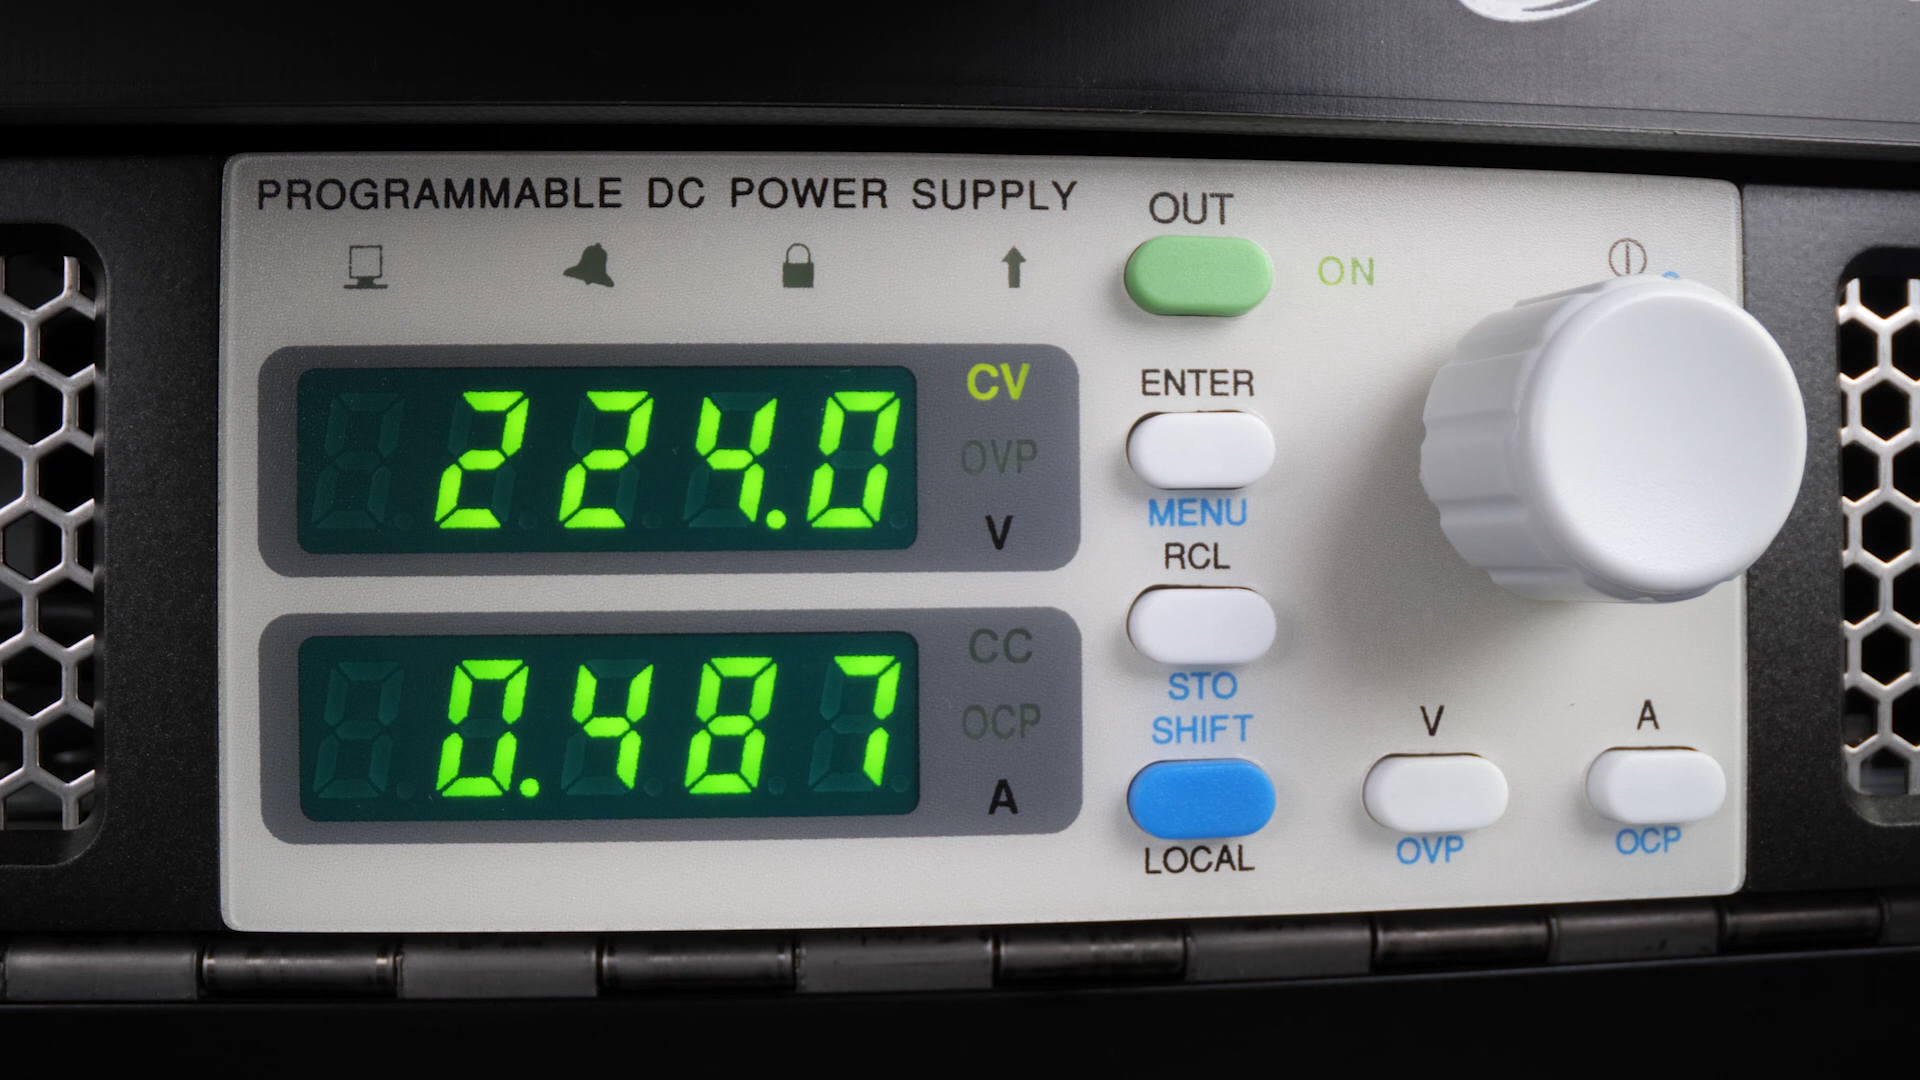 PROGRAMMABLE DC POWER SUPPLY
OUT
ON
224.0
CV
OVP
V
ENTER
MENU
RCL
STO
0.487
CC
OCP
A
SHIFT
LOCAL
V
OVP
A
OCP